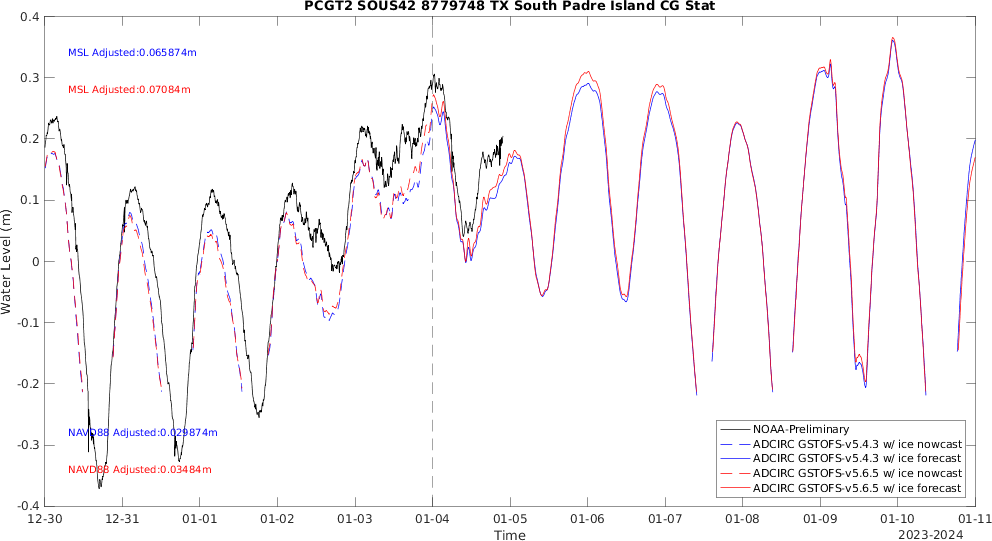 PCGT2 SOUS42 8779748 TX South Padre Island CG Stat
MSL Adjusted:0.065874m
MSL Adjusted:0.07084m
NAVD88 Adjusted:0.029874m
NAVD88 Adjusted:0.03484m
Water Level (m)
0.4
0.3
0.2
0.1
0
-0.1
-0.2
-0.3
-0.4
12-30 12-31 01-01 01-02 01-03 01-04 01-05 01-06 01-07 01-08 01-09 01-10 01-11
Time
2023-2024
NOAA-Preliminary
ADCIRC GSTOFS-v5.4.3 w/ ice nowcast
ADCIRC GSTOFS-v5.4.3 w/ ice forecast
ADCIRC GSTOFS-v5.6.5 w/ ice nowcast
ADCIRC GSTOFS-v5.6.5 w/ ice forecast